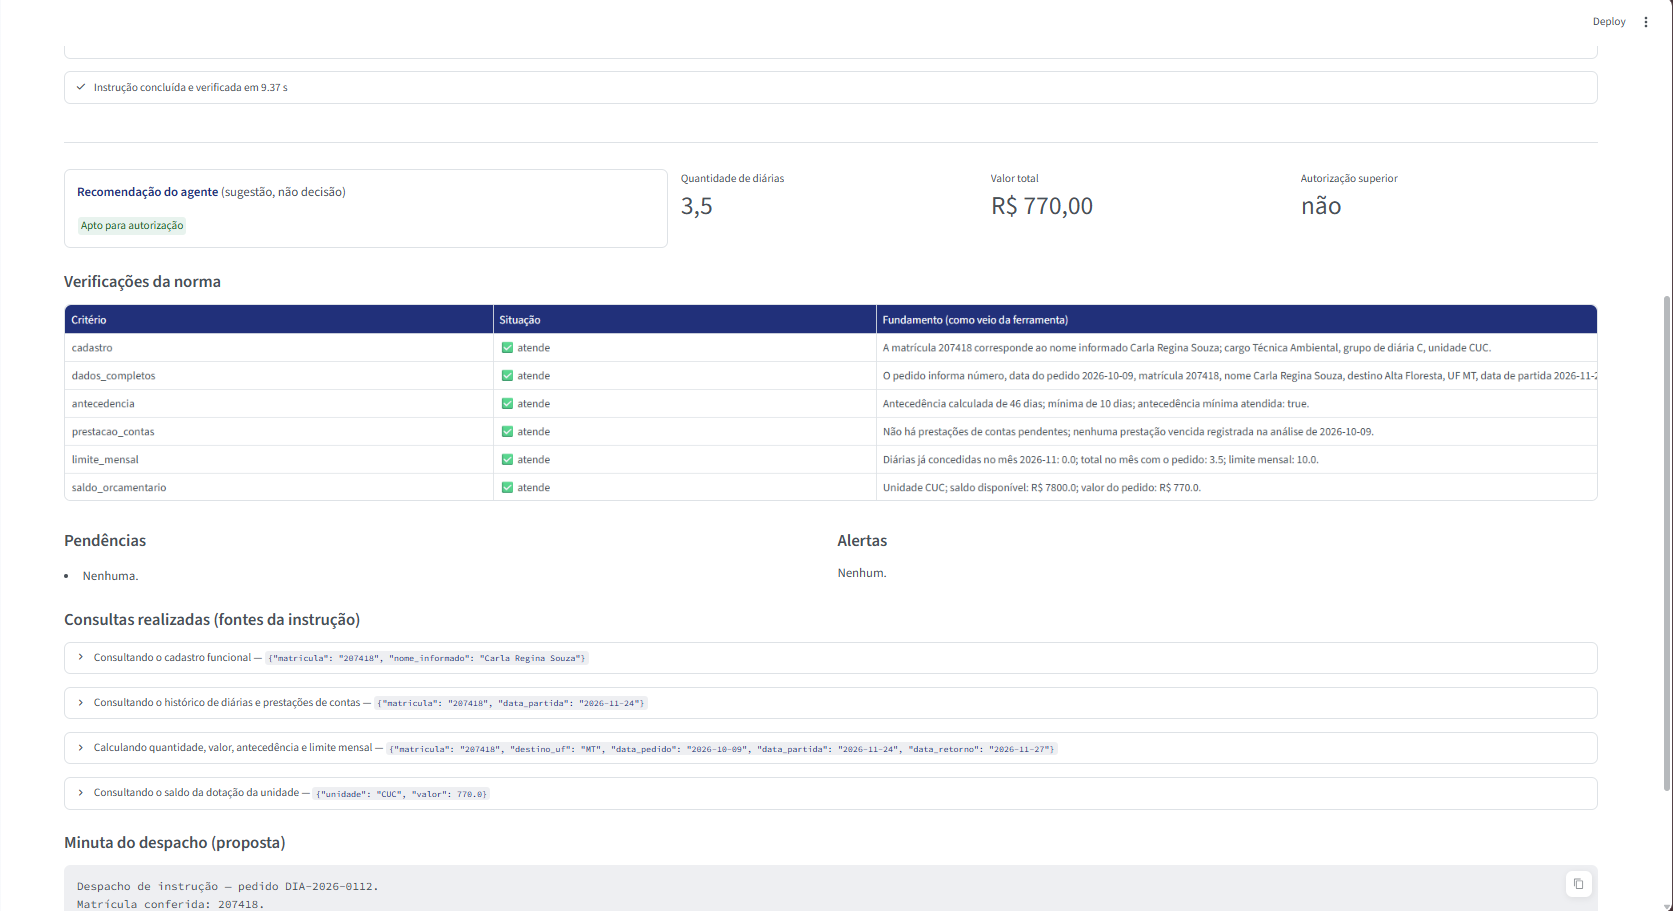 Deploy
Instrução concluída e verificada em 9.37 s
Recomendação do agente (sugestão, não decisão)
Apto para autorização
Quantidade de diárias
3,5
Valor total
R$ 770,00
Autorização superior
não
Verificações da norma
Critério Situação Fundamento (como veio da ferramenta)
cadastro atende A matrícula 207418 corresponde ao nome informado Carla Regina Souza; cargo Técnica Ambiental, grupo de diária C, unidade CUC.
dados_completos atende O pedido informa número, data do pedido 2026-10-09, matrícula 207418, nome Carla Regina Souza, destino Alta Floresta, UF MT, data de partida 2026-11-2
antecedencia atende Antecedência calculada de 46 dias; mínima de 10 dias; antecedência mínima atendida: true.
prestacao_contas atende Não há prestações de contas pendentes; nenhuma prestação vencida registrada na análise de 2026-10-09.
limite_mensal atende Diárias já concedidas no mês 2026-11: 0.0; total no mês com o pedido: 3.5; limite mensal: 10.0.
saldo_orcamentario atende Unidade CUC; saldo disponível: R$ 7800.0; valor do pedido: R$ 770.0.
Pendências
Nenhuma.
Alertas
Nenhum.
Consultas realizadas (fontes da instrução)
Consultando o cadastro funcional — {"matricula": "207418", "nome_informado": "Carla Regina Souza"}
Consultando o histórico de diárias e prestações de contas — {"matricula": "207418", "data_partida": "2026-11-24"}
Calculando quantidade, valor, antecedência e limite mensal — {"matricula": "207418", "destino_uf": "MT", "data_pedido": "2026-10-09", "data_partida": "2026-11-24", "data_retorno": "2026-11-27"}
Consultando o saldo da dotação da unidade — {"unidade": "CUC", "valor": 770.0}
Minuta do despacho (proposta)
Despacho de instrução — pedido DIA-2026-0112.
Matrícula conferida: 207418.